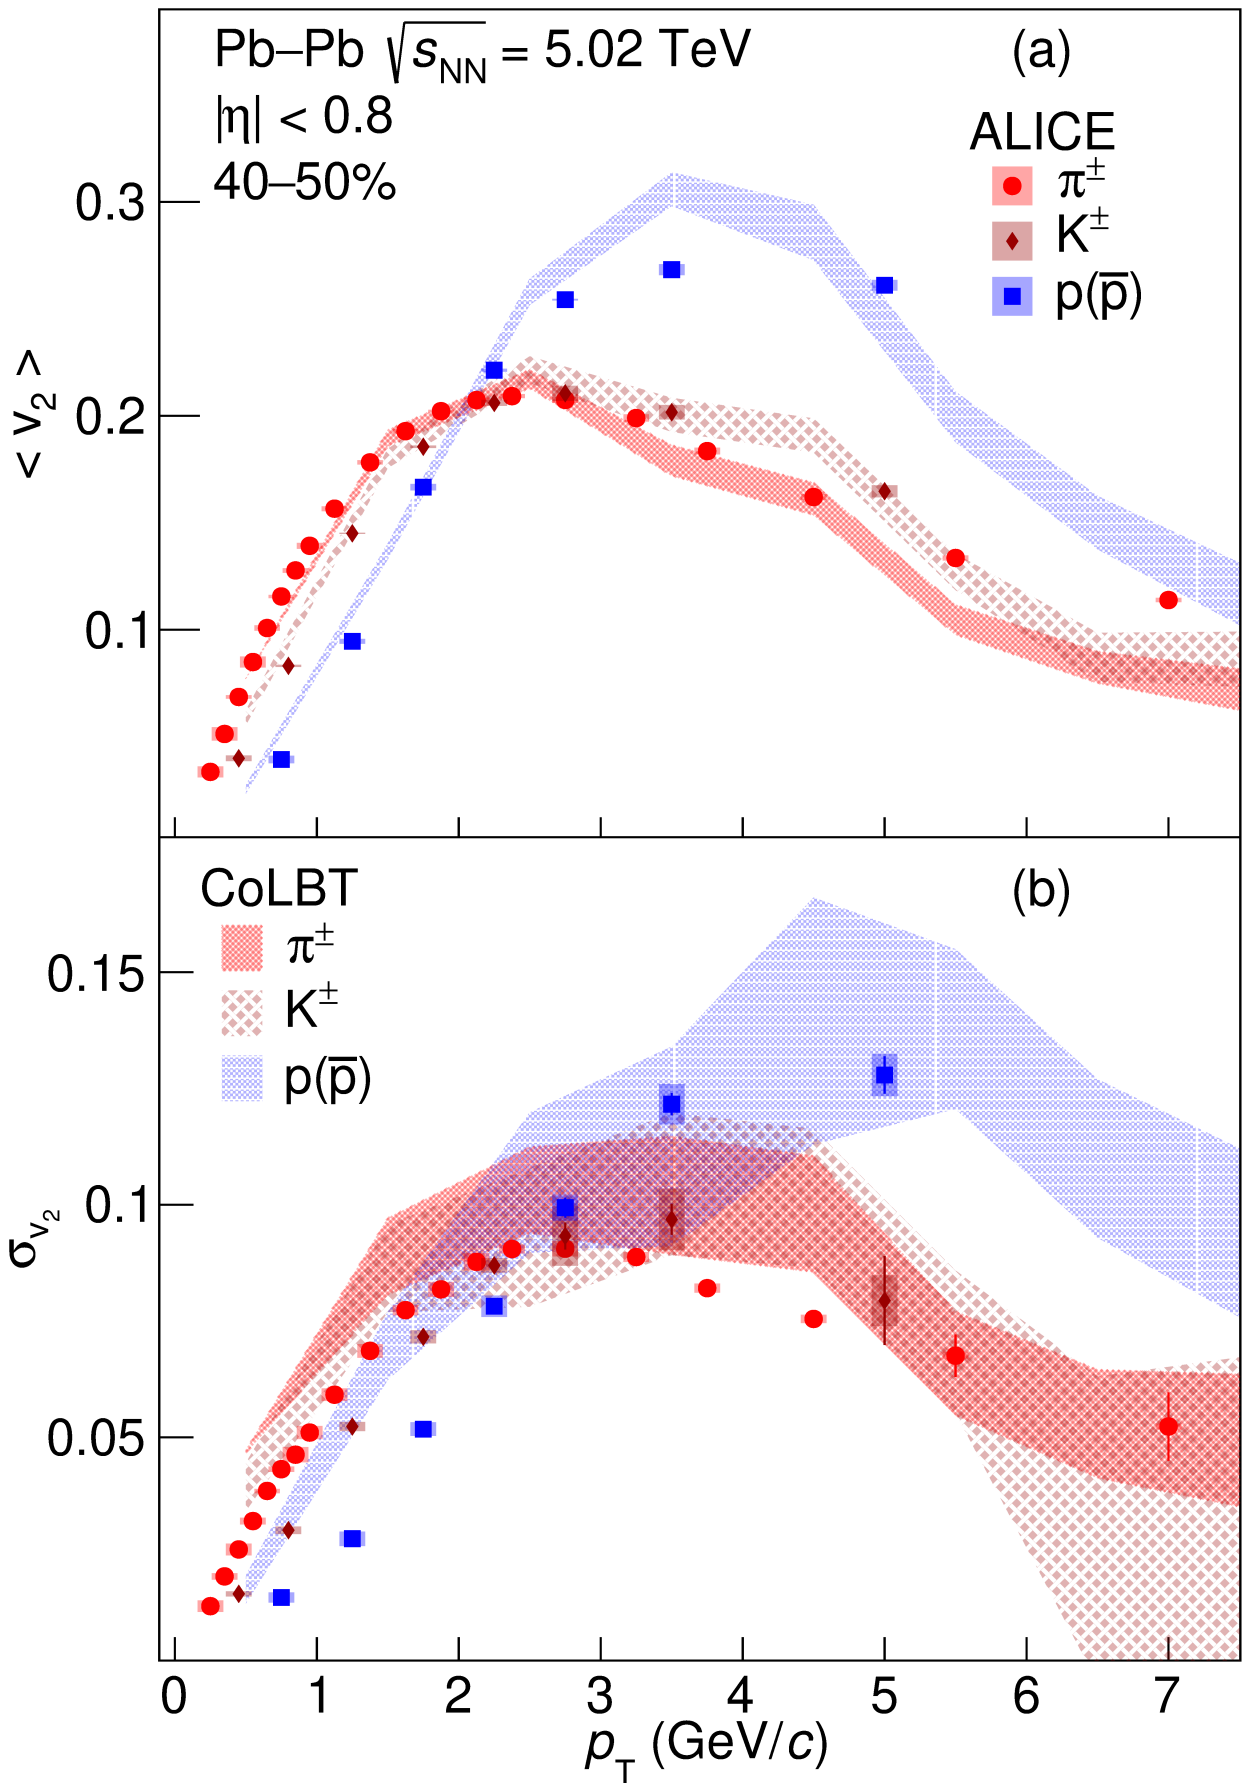 Pb–Pb √sNN = 5.02 TeV
(a)
|η| < 0.8
40–50%
ALICE
π±
K±
p(p̅)
0.3
0.2
0.1
< v2 >
CoLBT
(b)
π±
K±
p(p̅)
0.15
0.1
0.05
σv2
0 1 2 3 4 5 6 7
pT (GeV/c)